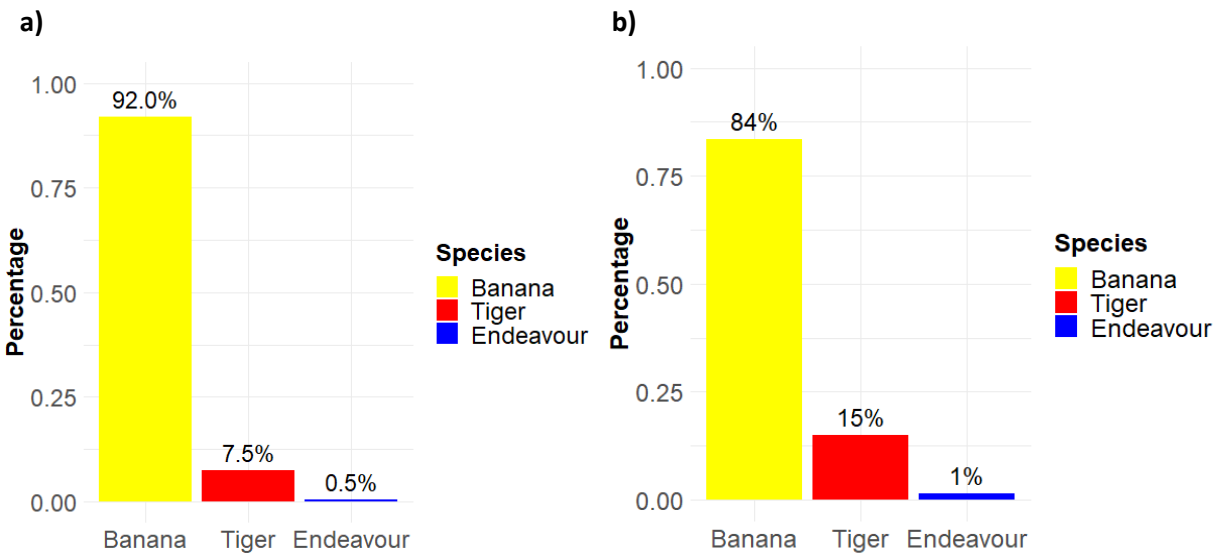 a)
Percentage
1.00
0.75
0.50
0.25
0.00
92.0%
7.5%
0.5%
Banana Tiger Endeavour
Species
Banana
Tiger
Endeavour
b)
Percentage
1.00
0.75
0.50
0.25
0.00
84%
15%
1%
Banana Tiger Endeavour
Species
Banana
Tiger
Endeavour